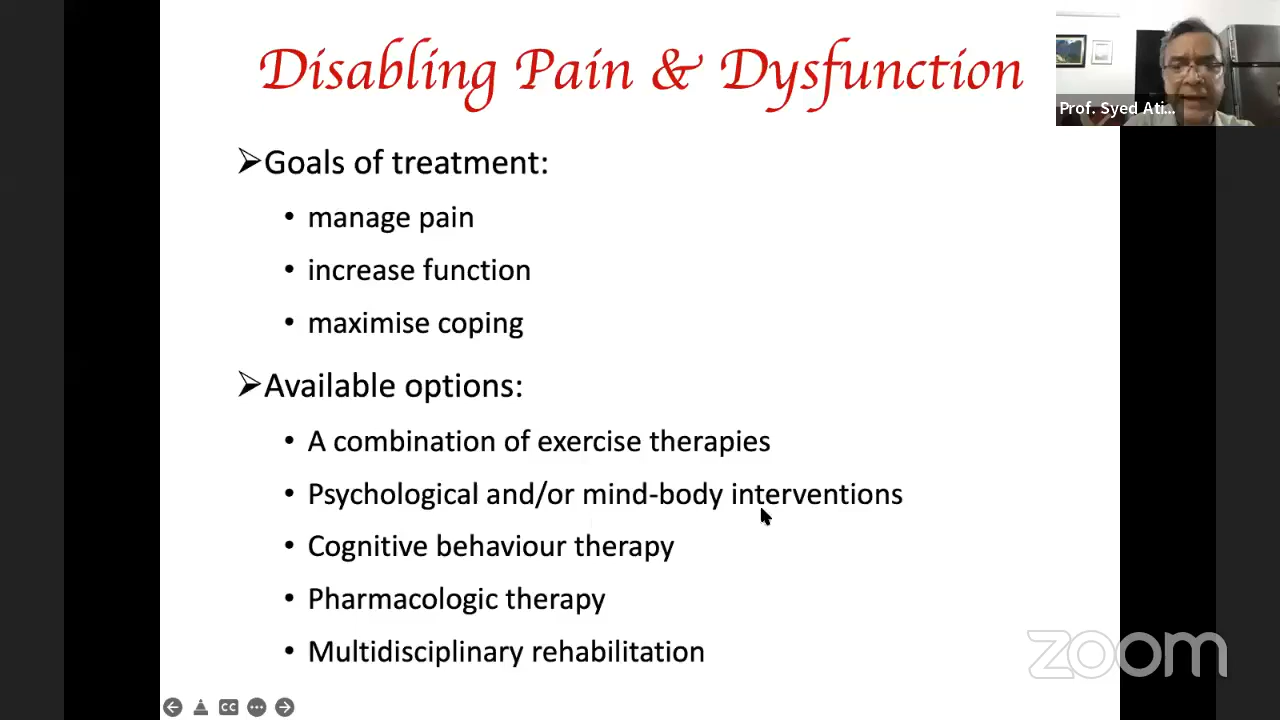 Disabling Pain & Dysfunction
Prof. Syed Ati...
➢Goals of treatment:
• manage pain
• increase function
• maximise coping
➢Available options:
• A combination of exercise therapies
• Psychological and/or mind-body interventions
• Cognitive behaviour therapy
• Pharmacologic therapy
• Multidisciplinary rehabilitation
zoom
CC